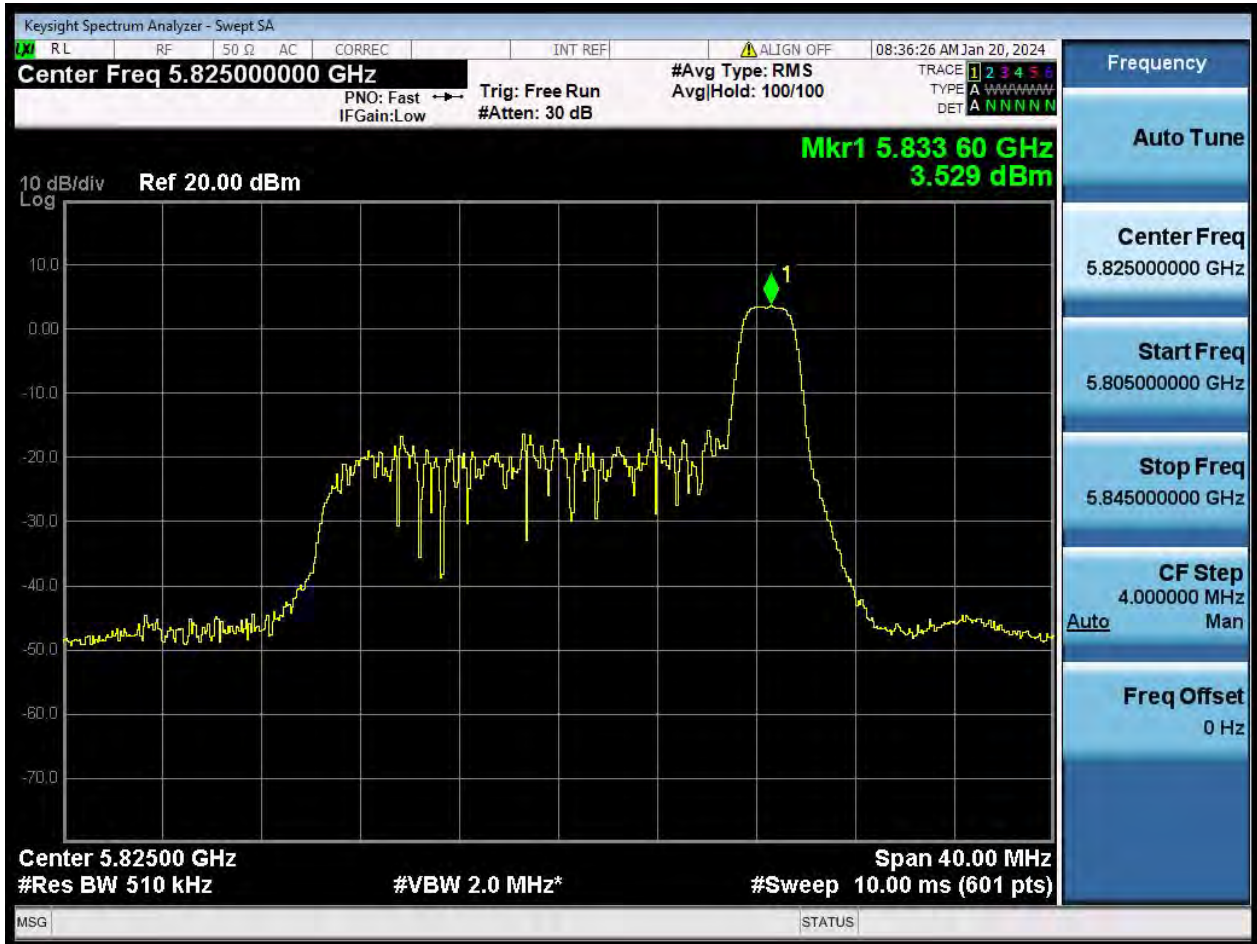 Keysight Spectrum Analyzer - Swept SA
LXI RL RF 50 Ω AC CORREC INT REF ALIGN OFF 08:36:26 AM Jan 20, 2024
Center Freq 5.825000000 GHz
PNO: Fast
IFGain:Low
Trig: Free Run
#Atten: 30 dB
#Avg Type: RMS
Avg|Hold: 100/100
TRACE 1 2 3 4 5 6
TYPE A WWWWW
DET A N N N N N
Mkr1 5.833 60 GHz
3.529 dBm
10 dB/div Ref 20.00 dBm
Log
10.0
0.00
-10.0
-20.0
-30.0
-40.0
-50.0
-60.0
-70.0
1
Center 5.82500 GHz Span 40.00 MHz
#Res BW 510 kHz #VBW 2.0 MHz* #Sweep 10.00 ms (601 pts)
MSG STATUS
Frequency
Auto Tune
Center Freq
5.825000000 GHz
Start Freq
5.805000000 GHz
Stop Freq
5.845000000 GHz
CF Step
4.000000 MHz
Auto Man
Freq Offset
0 Hz